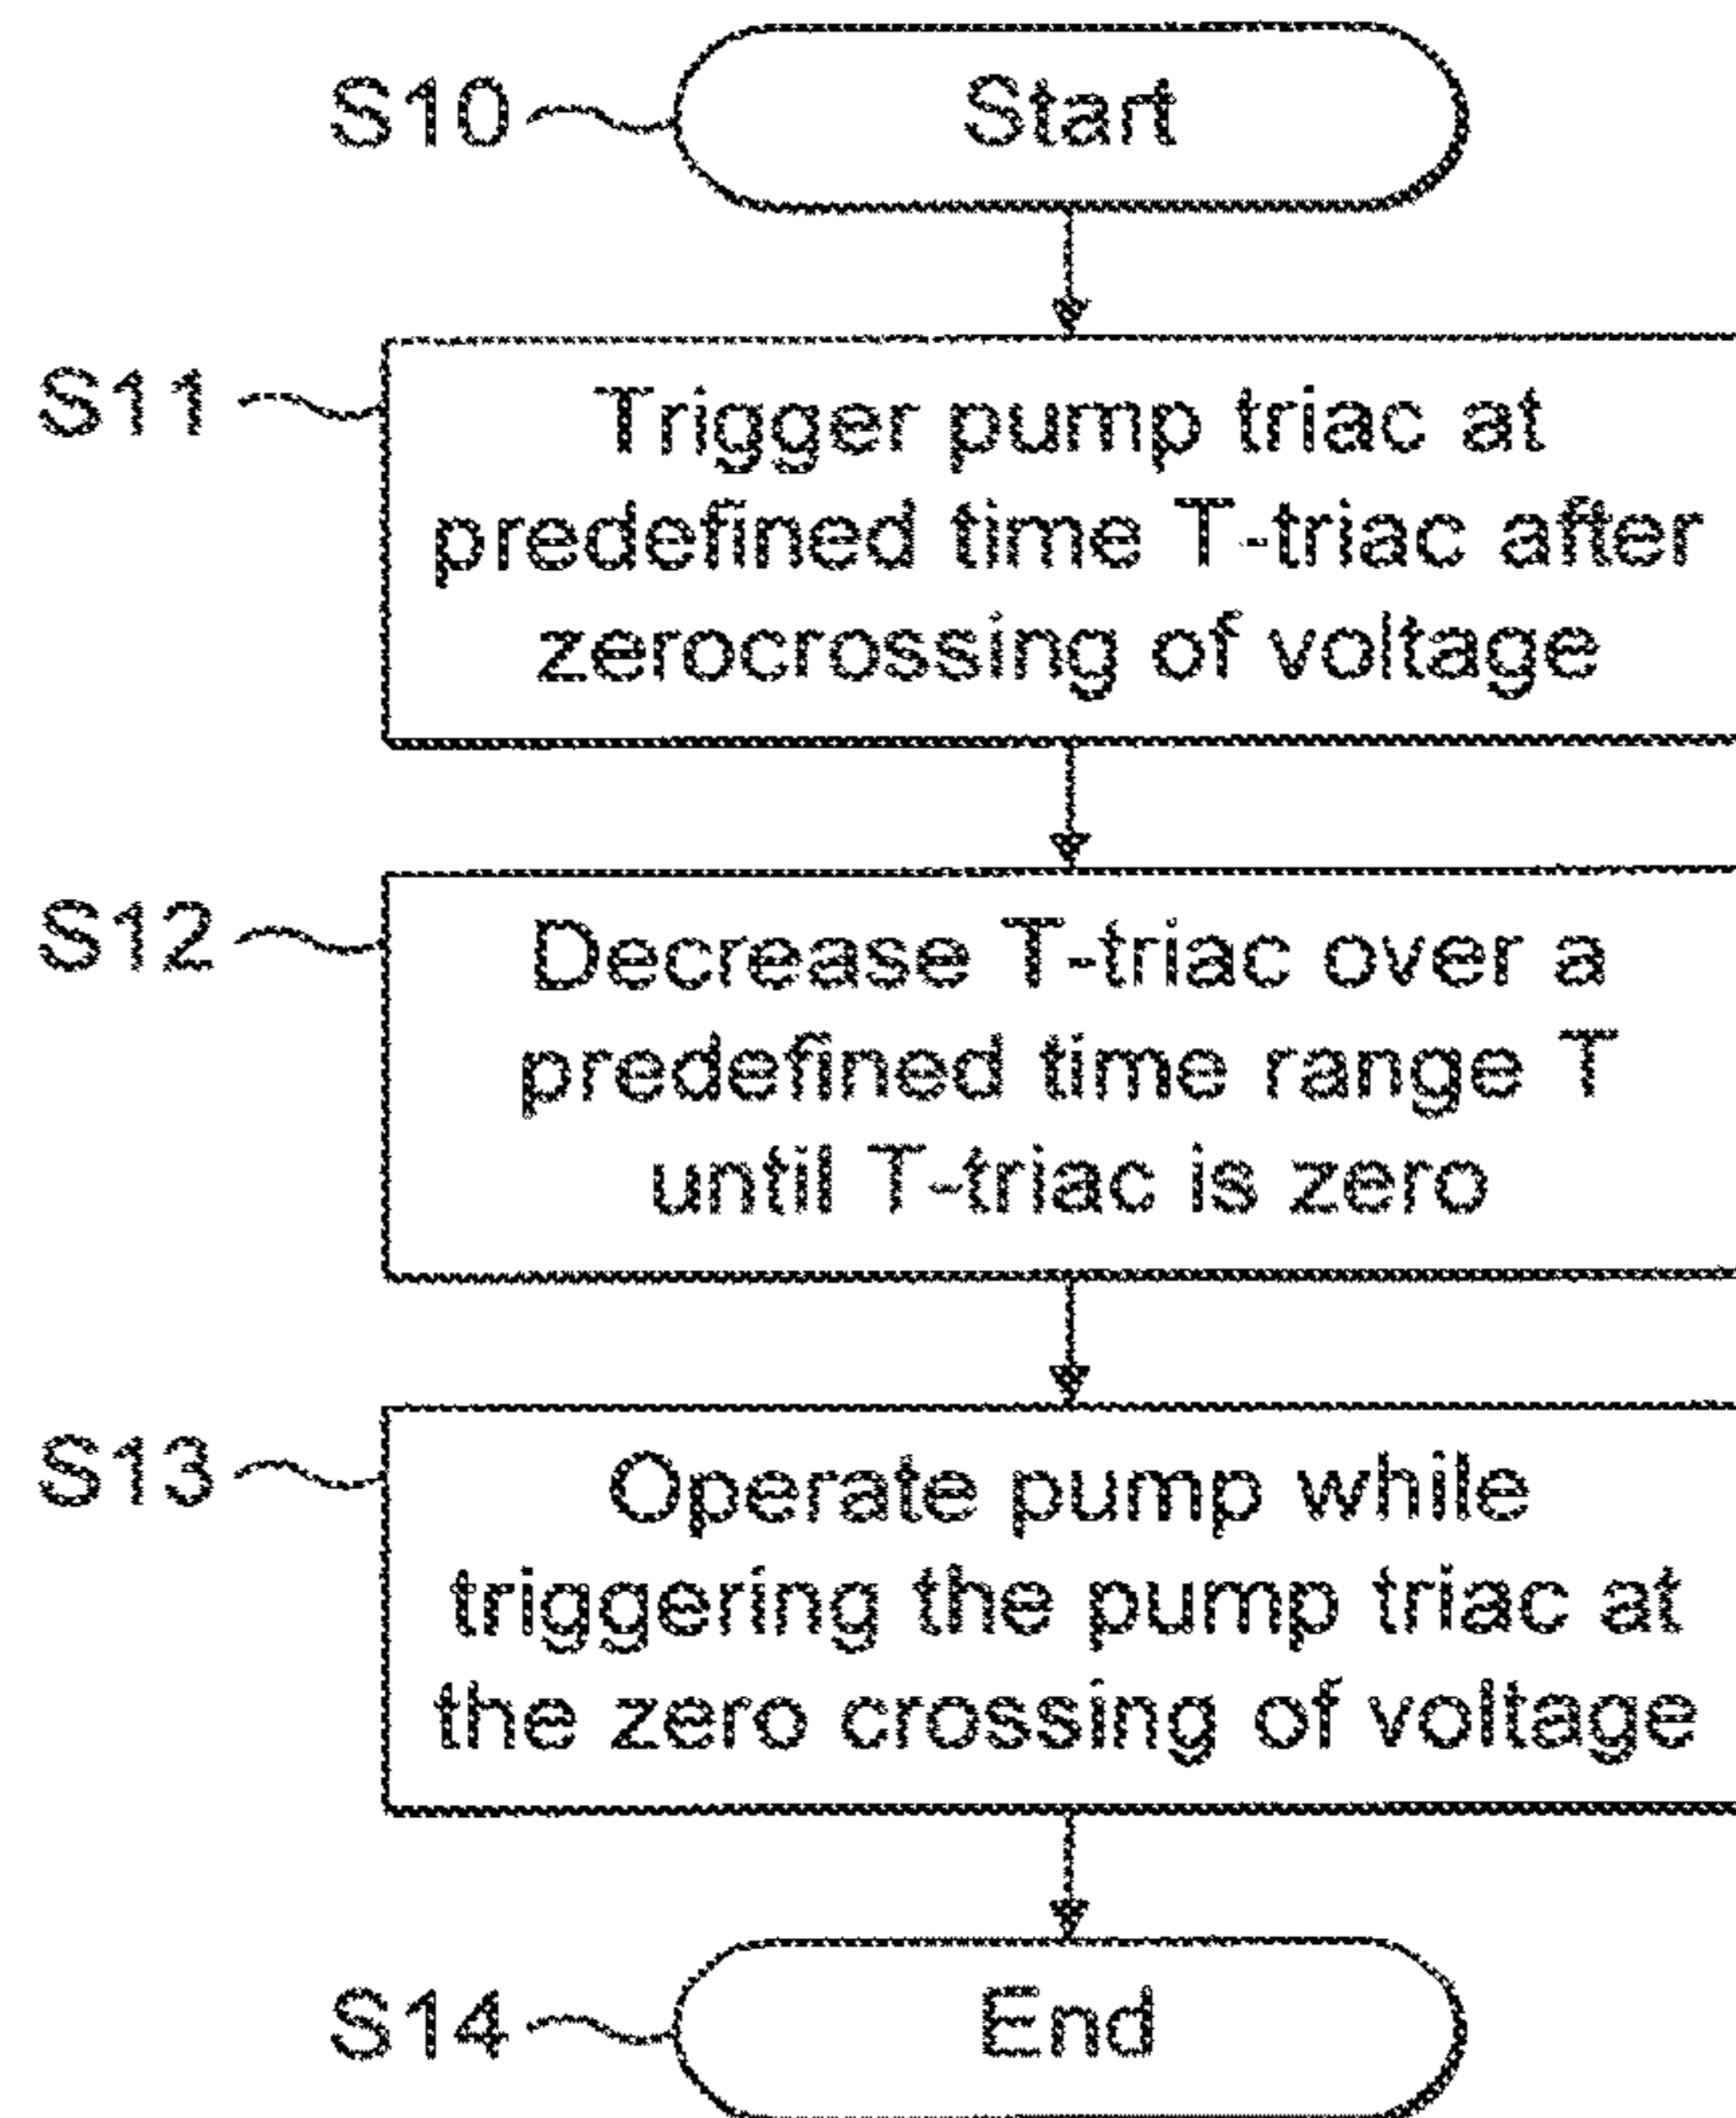 S10
Start
S11
Trigger pump triac at
predefined time T-triac after
zerocrossing of voltage
S12
Decrease T-triac over a
predefined time range T
until T-triac is zero
S13
Operate pump while
triggering the pump triac at
the zero crossing of voltage
S14
End